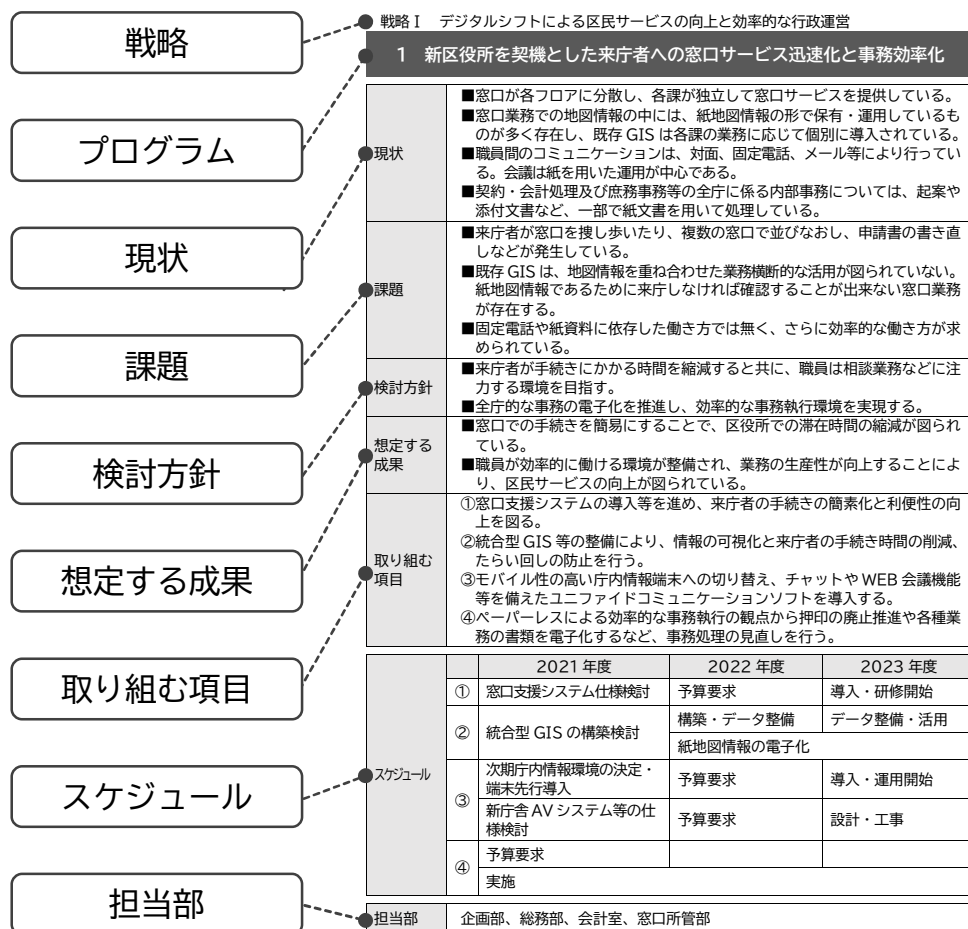 戦略
プログラム
現状
課題
検討方針
想定する成果
取り組む項目
スケジュール
担当部
戦略Ⅰ デジタルシフトによる区民サービスの向上と効率的な行政運営
1 新区役所を契機とした来庁者への窓口サービス迅速化と事務効率化
現状
■窓口が各フロアに分散し、各課が独立して窓口サービスを提供している。
■窓口業務での地図情報の中には、紙地図情報の形で保有・運用しているも
のが多く存在し、既存 GIS は各課の業務に応じて個別に導入されている。
■職員間のコミュニケーションは、対面、固定電話、メール等により行ってい
る。会議は紙を用いた運用が中心である。
■契約・会計処理及び庶務事務等の全庁に係る内部事務については、起案や
添付文書など、一部で紙文書を用いて処理している。
課題
■来庁者が窓口を捜し歩いたり、複数の窓口で並びなおし、申請書の書き直
しなどが発生している。
■既存 GIS は、地図情報を重ね合わせた業務横断的な活用が図られていない。
紙地図情報であるために来庁しなければ確認することが出来ない窓口業務
が存在する。
■固定電話や紙資料に依存した働き方では無く、さらに効率的な働き方が求
められている。
検討方針
■来庁者が手続きにかかる時間を縮減すると共に、職員は相談業務などに注
力する環境を目指す。
■全庁的な事務の電子化を推進し、効率的な事務執行環境を実現する。
想定する
成果
■窓口での手続きを簡易にすることで、区役所での滞在時間の縮減が図られ
ている。
■職員が効率的に働ける環境が整備され、業務の生産性が向上することによ
り、区民サービスの向上が図られている。
取り組む
項目
①窓口支援システムの導入等を進め、来庁者の手続きの簡素化と利便性の向
上を図る。
②統合型 GIS 等の整備により、情報の可視化と来庁者の手続き時間の削減、
たらい回しの防止を行う。
③モバイル性の高い庁内情報端末への切り替え、チャットや WEB 会議機能
等を備えたユニファイドコミュニケーションソフトを導入する。
④ペーパーレスによる効率的な事務執行の観点から押印の廃止推進や各種業
務の書類を電子化するなど、事務処理の見直しを行う。
スケジュール
2021 年度 2022 年度 2023 年度
① 窓口支援システム仕様検討 予算要求 導入・研修開始
② 統合型 GIS の構築検討 構築・データ整備 データ整備・活用
紙地図情報の電子化
③ 次期庁内情報環境の決定・
端末先行導入 予算要求 導入・運用開始
新庁舎 AV システム等の仕
様検討 予算要求 設計・工事
④ 予算要求
実施
担当部 企画部、総務部、会計室、窓口所管部